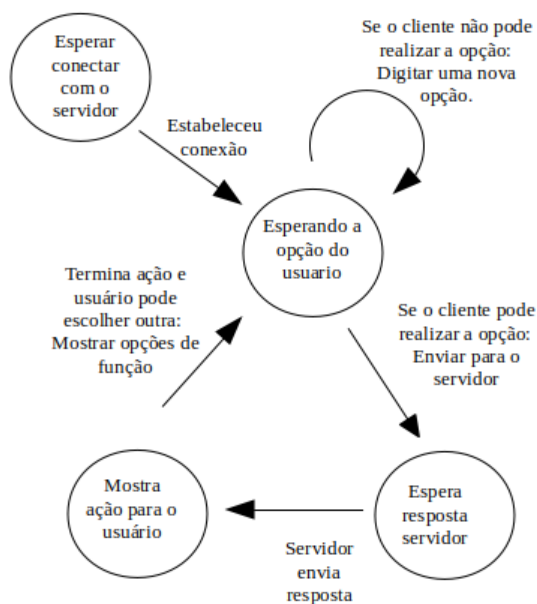 Esperar
conectar
com o
servidor
Estabeleceu
conexão
Se o cliente não pode
realizar a opção:
Digitar uma nova
opção.
Esperando a
opção do
usuario
Termina ação e
usuário pode
escolher outra:
Mostrar opções de
função
Se o cliente pode
realizar a opção:
Enviar para o
servidor
Mostra
ação para o
usuário
Espera
resposta
servidor
Servidor
envia
resposta